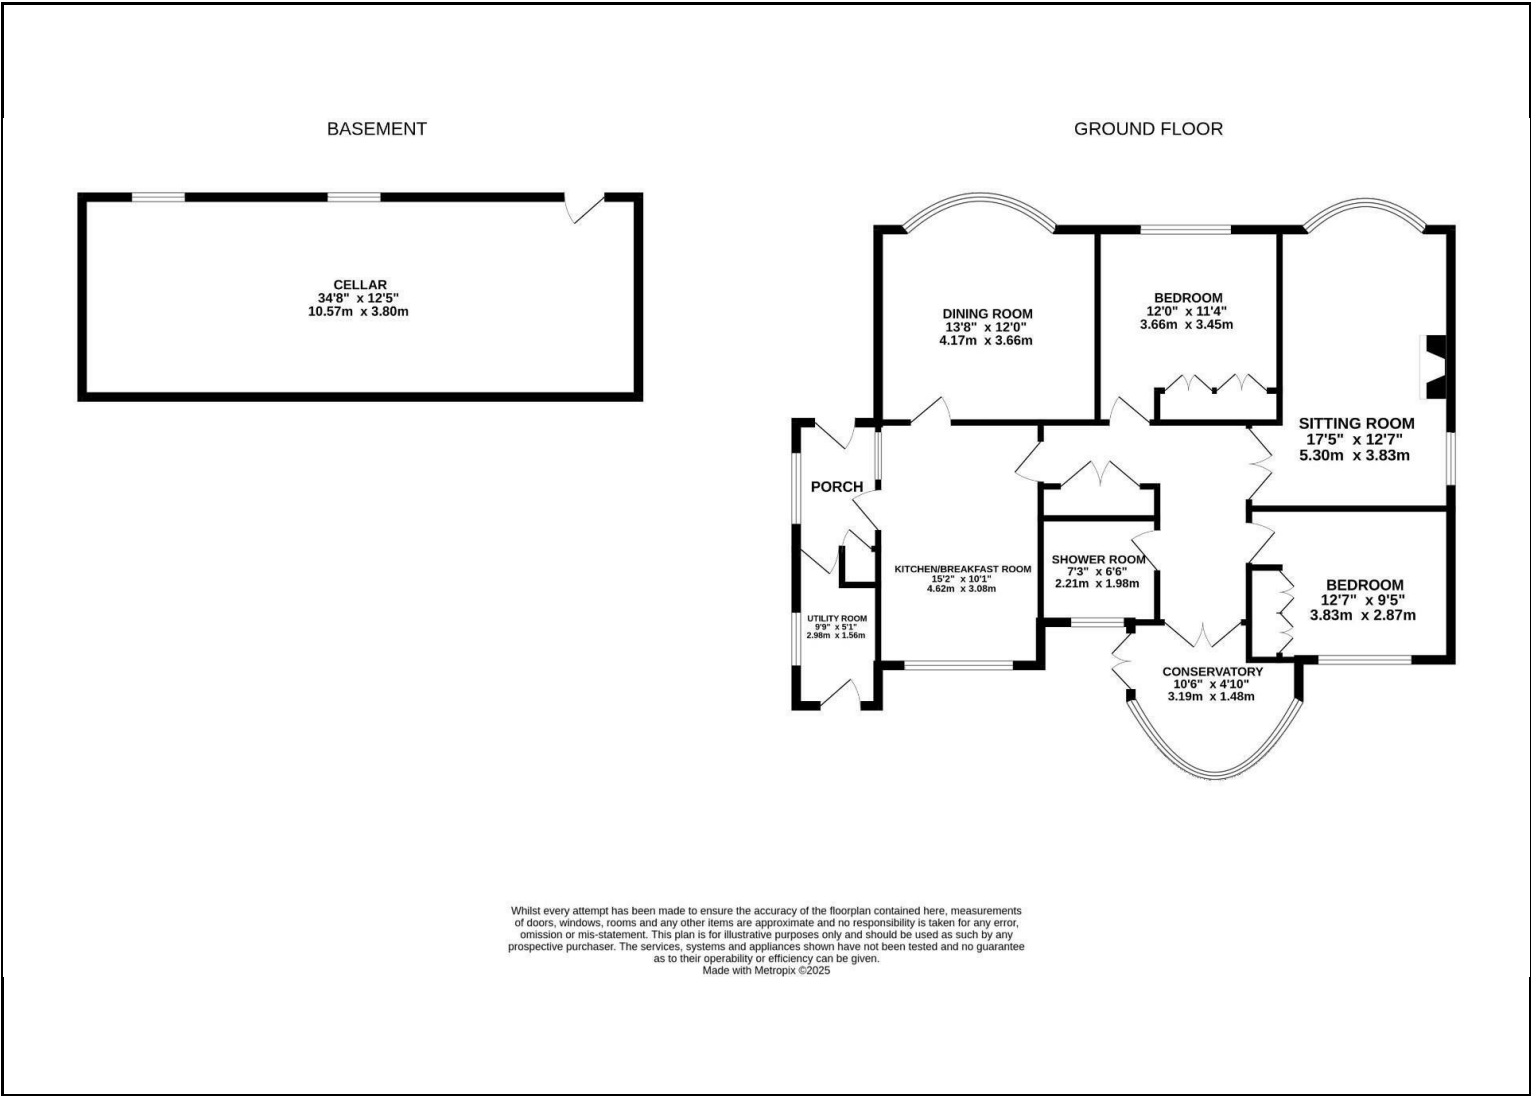 BASEMENT
GROUND FLOOR
CELLAR
34'8" x 12'5"
10.57m x 3.80m
DINING ROOM
13'8" x 12'0"
4.17m x 3.66m
BEDROOM
12'0" x 11'4"
3.66m x 3.45m
SITTING ROOM
17'5" x 12'7"
5.30m x 3.83m
PORCH
KITCHEN/BREAKFAST ROOM
15'2" x 10'1"
4.62m x 3.08m
SHOWER ROOM
7'3" x 6'6"
2.21m x 1.98m
BEDROOM
12'7" x 9'5"
3.83m x 2.87m
UTILITY ROOM
9'9" x 5'1"
2.98m x 1.56m
CONSERVATORY
10'6" x 4'10"
3.19m x 1.48m
Whilst every attempt has been made to ensure the accuracy of the floorplan contained here, measurements
of doors, windows, rooms and any other items are approximate and no responsibility is taken for any error,
omission or mis-statement. This plan is for illustrative purposes only and should be used as such by any
prospective purchaser. The services, systems and appliances shown have not been tested and no guarantee
as to their operability or efficiency can be given.
Made with Metropix ©2025